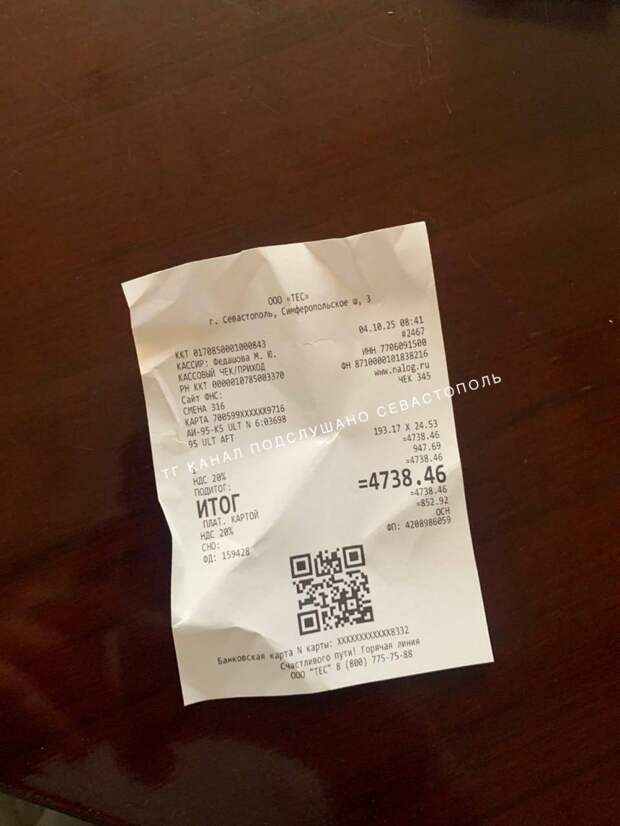 ООО «ТЕС»
г. Севастополь, Симферопольское ш, 3
ККТ 0170850001000843 04.10.25 08:41
КАССИР: Федашова М. Ю. #2467
КАССОВЫЙ ЧЕК/ПРИХОД ИНН 7706091500
РН ККТ 0000010785003370 ФН 8710000101838216
Сайт ФНС: www.nalog.ru
СМЕНА 316 ЧЕК 345
КАРТА 700599XXXXXX9716
АИ-95-К5 ULT N 6:03698 193.17 X 24.53
95 ULT AFT =4738.46
1 947.69
НДС 20% =4738.46
ПОДИТОГ:
ИТОГ =4738.46
ПЛАТ. КАРТОЙ =4738.46
НДС 20% =852.92
СНО: ОСН
ФД: 159428 ФП: 4208986059
Банковская карта N карты: XXXXXXXXXXXX8332
Счастливого пути! Горячая линия
ООО "ТЕС" 8 (800) 775-75-88
ТГ КАНАЛ ПОДСЛУШАНО СЕВАСТОПОЛЬ